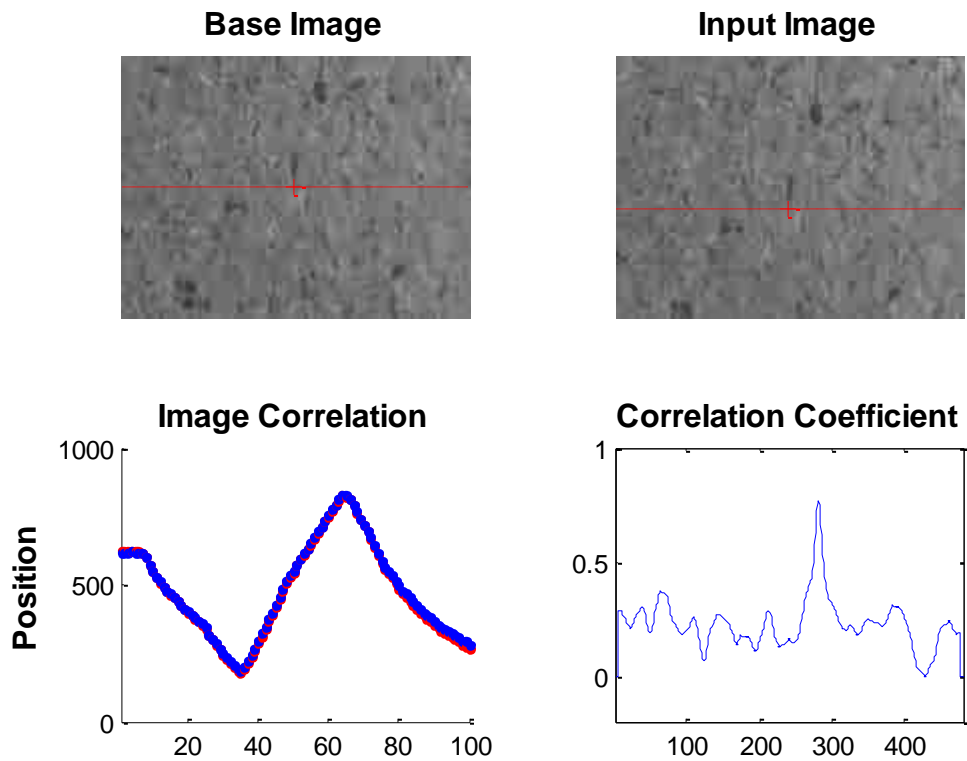 Base Image
Input Image
Image Correlation
Correlation Coefficient
Position
1000
500
0
20 40 60 80 100
1
0.5
0
100 200 300 400